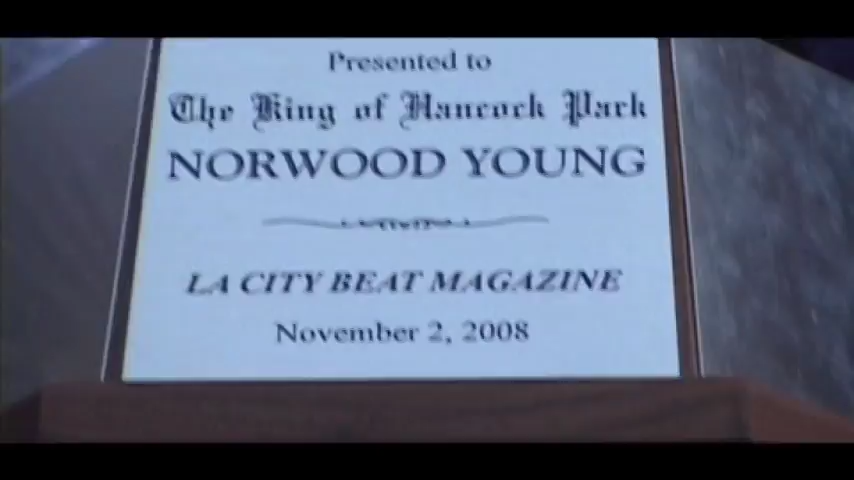 Presented to
The King of Hancock Park
NORWOOD YOUNG
LA CITY BEAT MAGAZINE
November 2, 2008